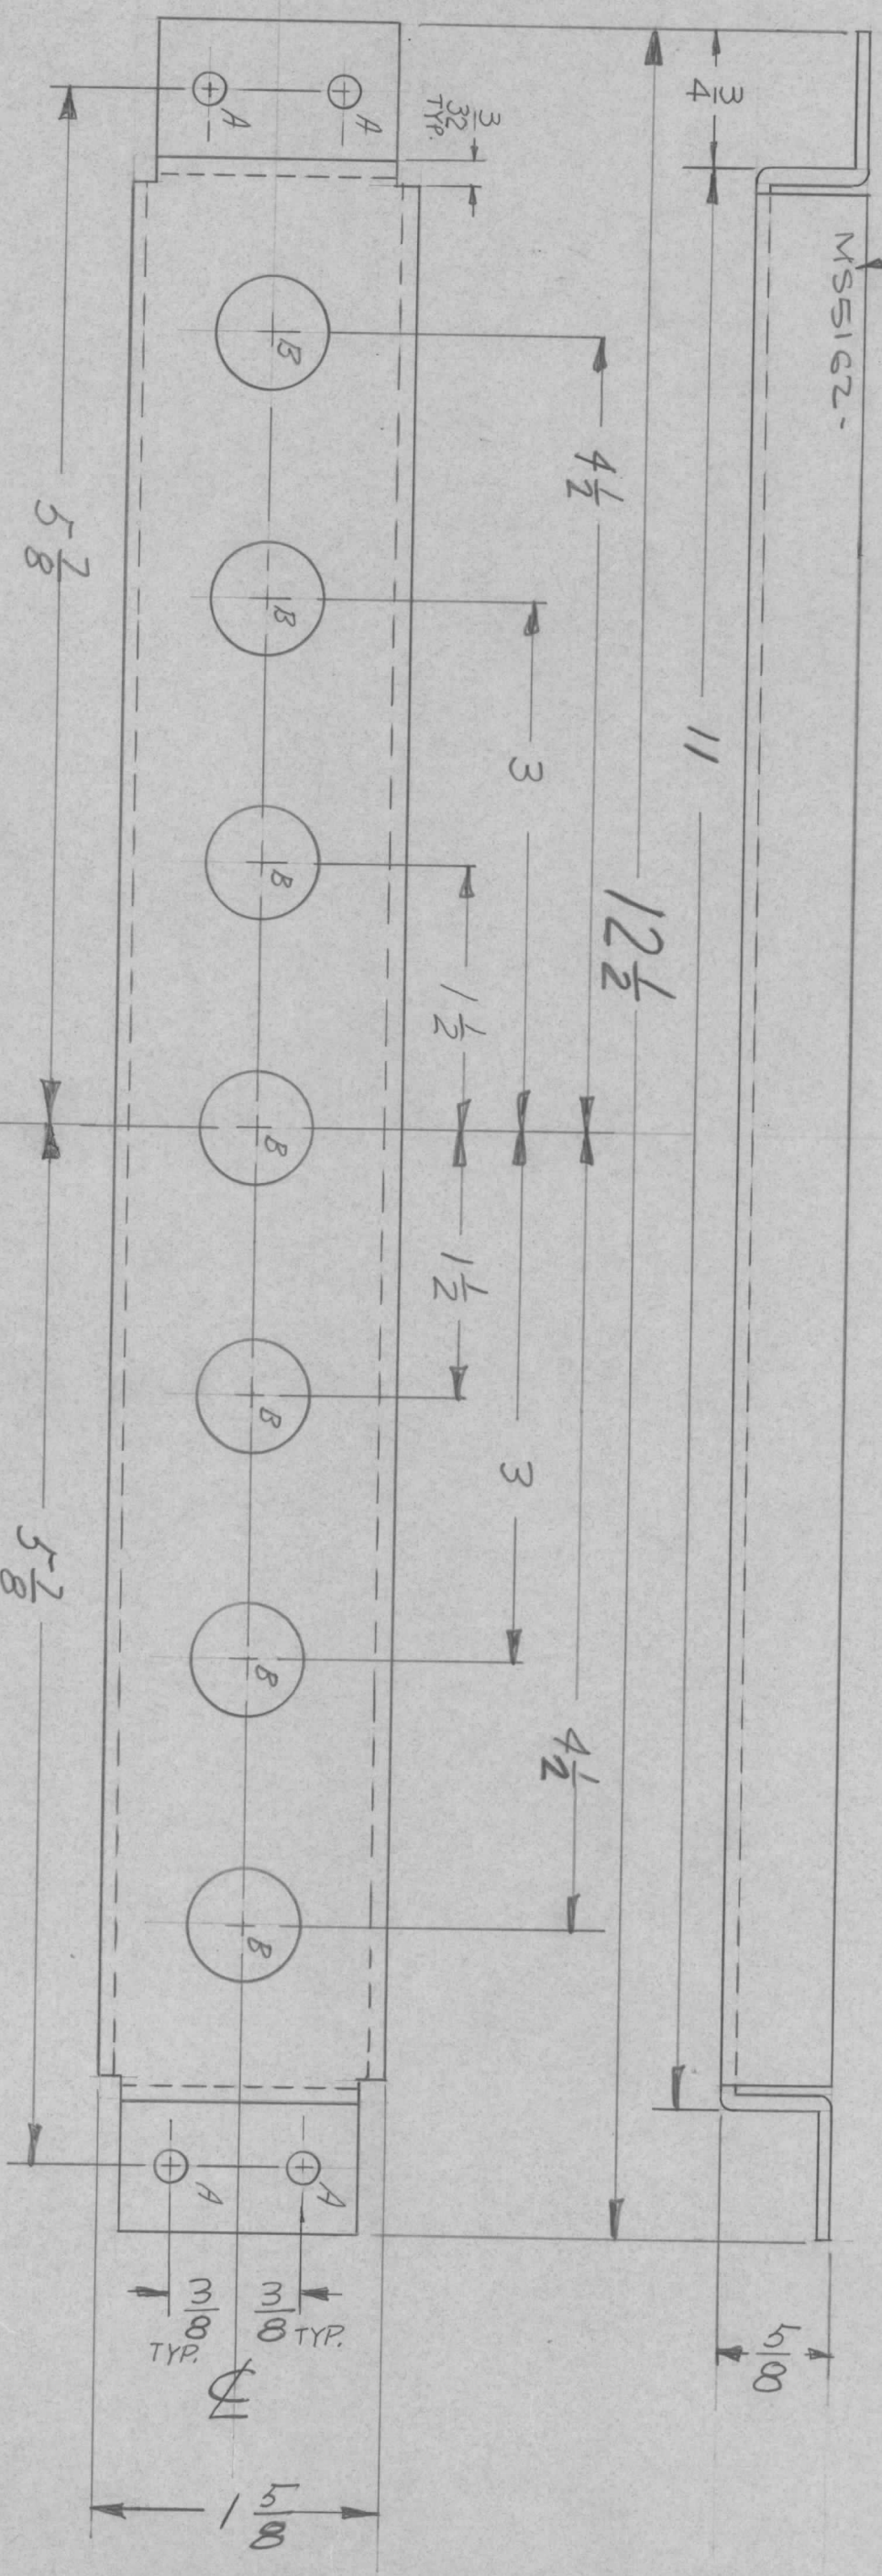 3/4
MS5162-
11
12 1/2
4 1/2
4 1/2
3
3
1 1/2
1 1/2
3/32
TYP.
A
A
B
B
B
B
B
B
B
A
A
5 7/8
5 7/8
3/8
TYP.
3/8 TYP.
℄
1 5/8
5/8